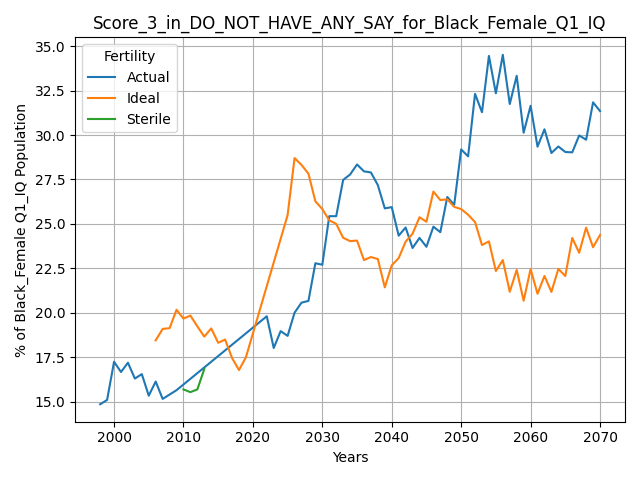 Score_3_in_DO_NOT_HAVE_ANY_SAY_for_Black_Female_Q1_IQ
Fertility
Actual
Ideal
Sterile
% of Black_Female Q1_IQ Population
35.0
32.5
30.0
27.5
25.0
22.5
20.0
17.5
15.0
2000 2010 2020 2030 2040 2050 2060 2070
Years